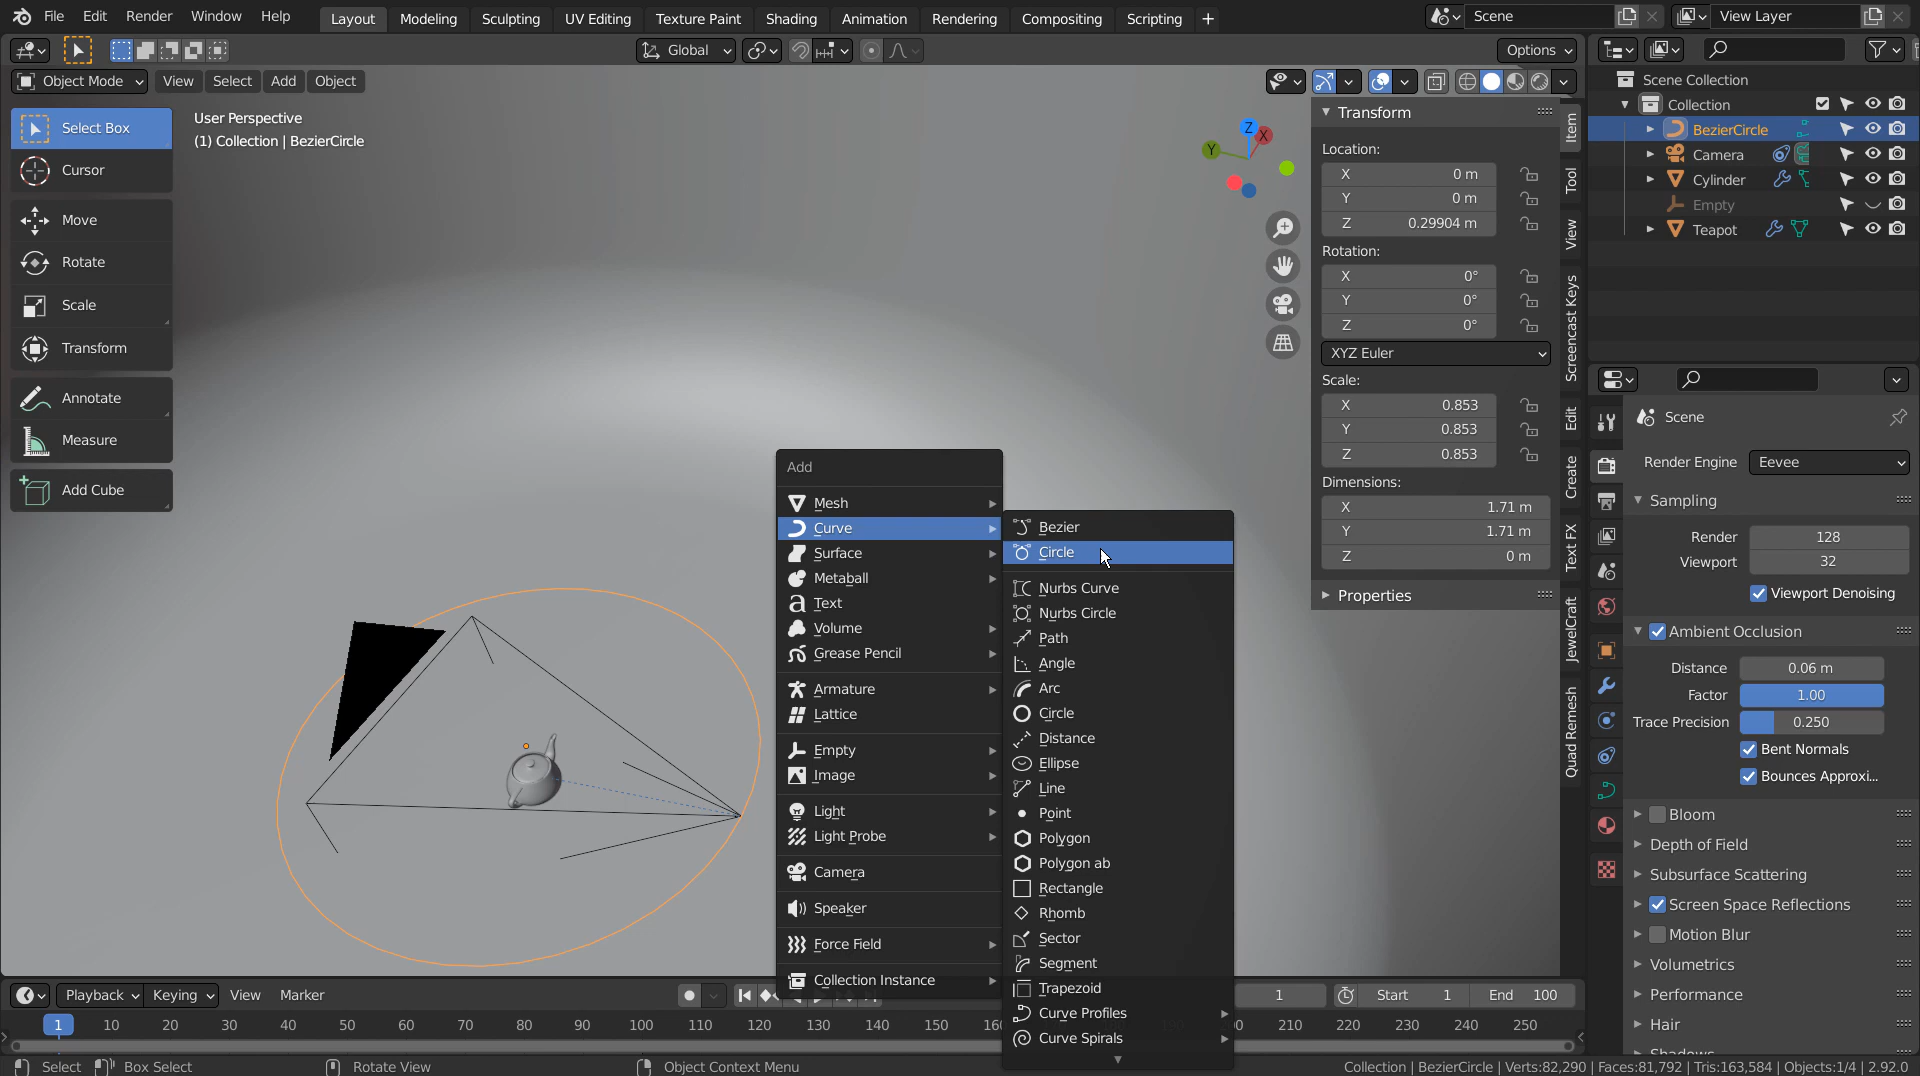 File Edit Render Window Help Layout Modeling Sculpting UV Editing Texture Paint Shading Animation Rendering Compositing Scripting + Scene View Layer
Global Options
Object Mode View Select Add Object
Select Box
Cursor
Move
Rotate
Scale
Transform
Annotate
Measure
Add Cube
User Perspective
(1) Collection | BezierCircle
Z
X
Y
Add
Mesh
Curve
Surface
Metaball
Text
Volume
Grease Pencil
Armature
Lattice
Empty
Image
Light
Light Probe
Camera
Speaker
Force Field
Collection Instance
Bezier
Circle
Nurbs Curve
Nurbs Circle
Path
Angle
Arc
Circle
Distance
Ellipse
Line
Point
Polygon
Polygon ab
Rectangle
Rhomb
Sector
Segment
Trapezoid
Curve Profiles
Curve Spirals
Transform
Location:
X 0 m
Y 0 m
Z 0.29904 m
Rotation:
X 0°
Y 0°
Z 0°
XYZ Euler
Scale:
X 0.853
Y 0.853
Z 0.853
Dimensions:
X 1.71 m
Y 1.71 m
Z 0 m
Properties
Item
Tool
View
Screencast Keys
Edit
Create
Text FX
JewelCraft
Quad Remesh
Scene Collection
Collection
BezierCircle
Camera
Cylinder
Empty
Teapot
Scene
Render Engine Eevee
Sampling
Render 128
Viewport 32
Viewport Denoising
Ambient Occlusion
Distance 0.06 m
Factor 1.00
Trace Precision 0.250
Bent Normals
Bounces Approxi...
Bloom
Depth of Field
Subsurface Scattering
Screen Space Reflections
Motion Blur
Volumetrics
Performance
Hair
Playback Keying View Marker 1 Start 1 End 100
1 10 20 30 40 50 60 70 80 90 100 110 120 130 140 150 210 220 230 240 250
Select Box Select Rotate View Object Context Menu Collection | BezierCircle | Verts:82,290 | Faces:81,792 | Tris:163,584 | Objects:1/4 | 2.92.0